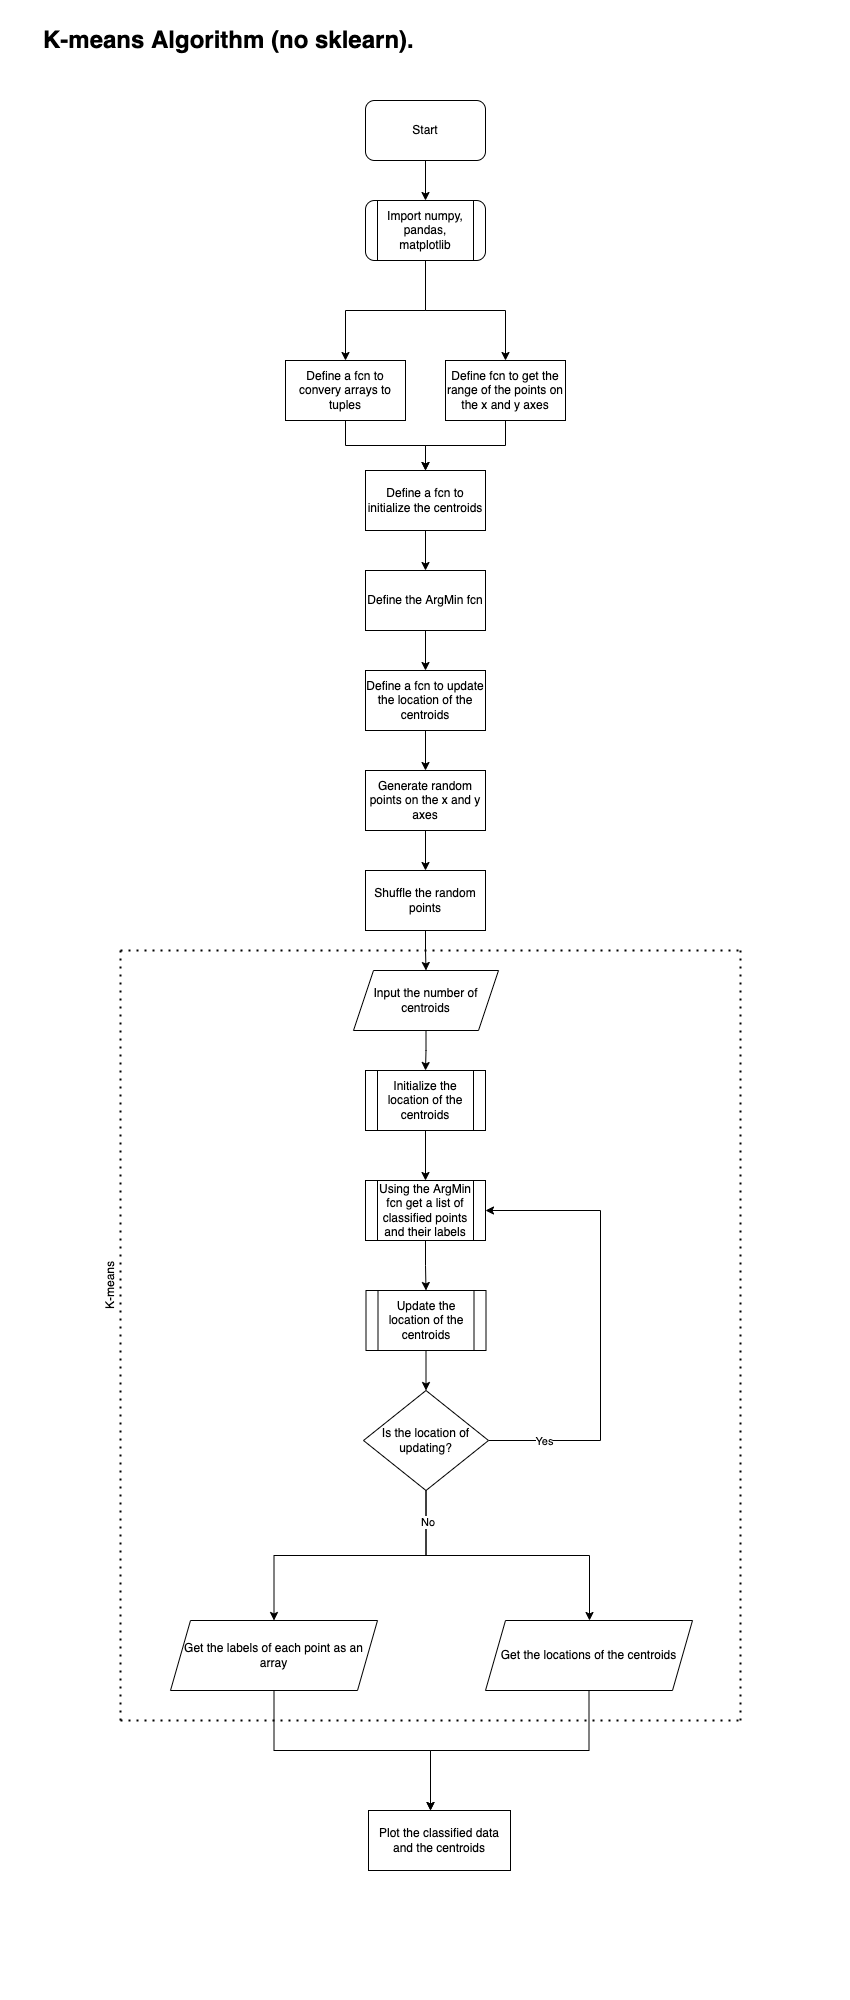 K-means Algorithm (no sklearn).
Start
Import numpy,
pandas,
matplotlib
Define a fcn to
convery arrays to
tuples
Define fcn to get the
range of the points on
the x and y axes
Define a fcn to
initialize the centroids
Define the ArgMin fcn
Define a fcn to update
the location of the
centroids
Generate random
points on the x and y
axes
Shuffle the random
points
Input the number of
centroids
Initialize the
location of the
centroids
Using the ArgMin
fcn get a list of
classified points
and their labels
K-means
Update the
location of the
centroids
Is the location of
updating?
Yes
No
Get the labels of each point as an
array
Get the locations of the centroids
Plot the classified data
and the centroids